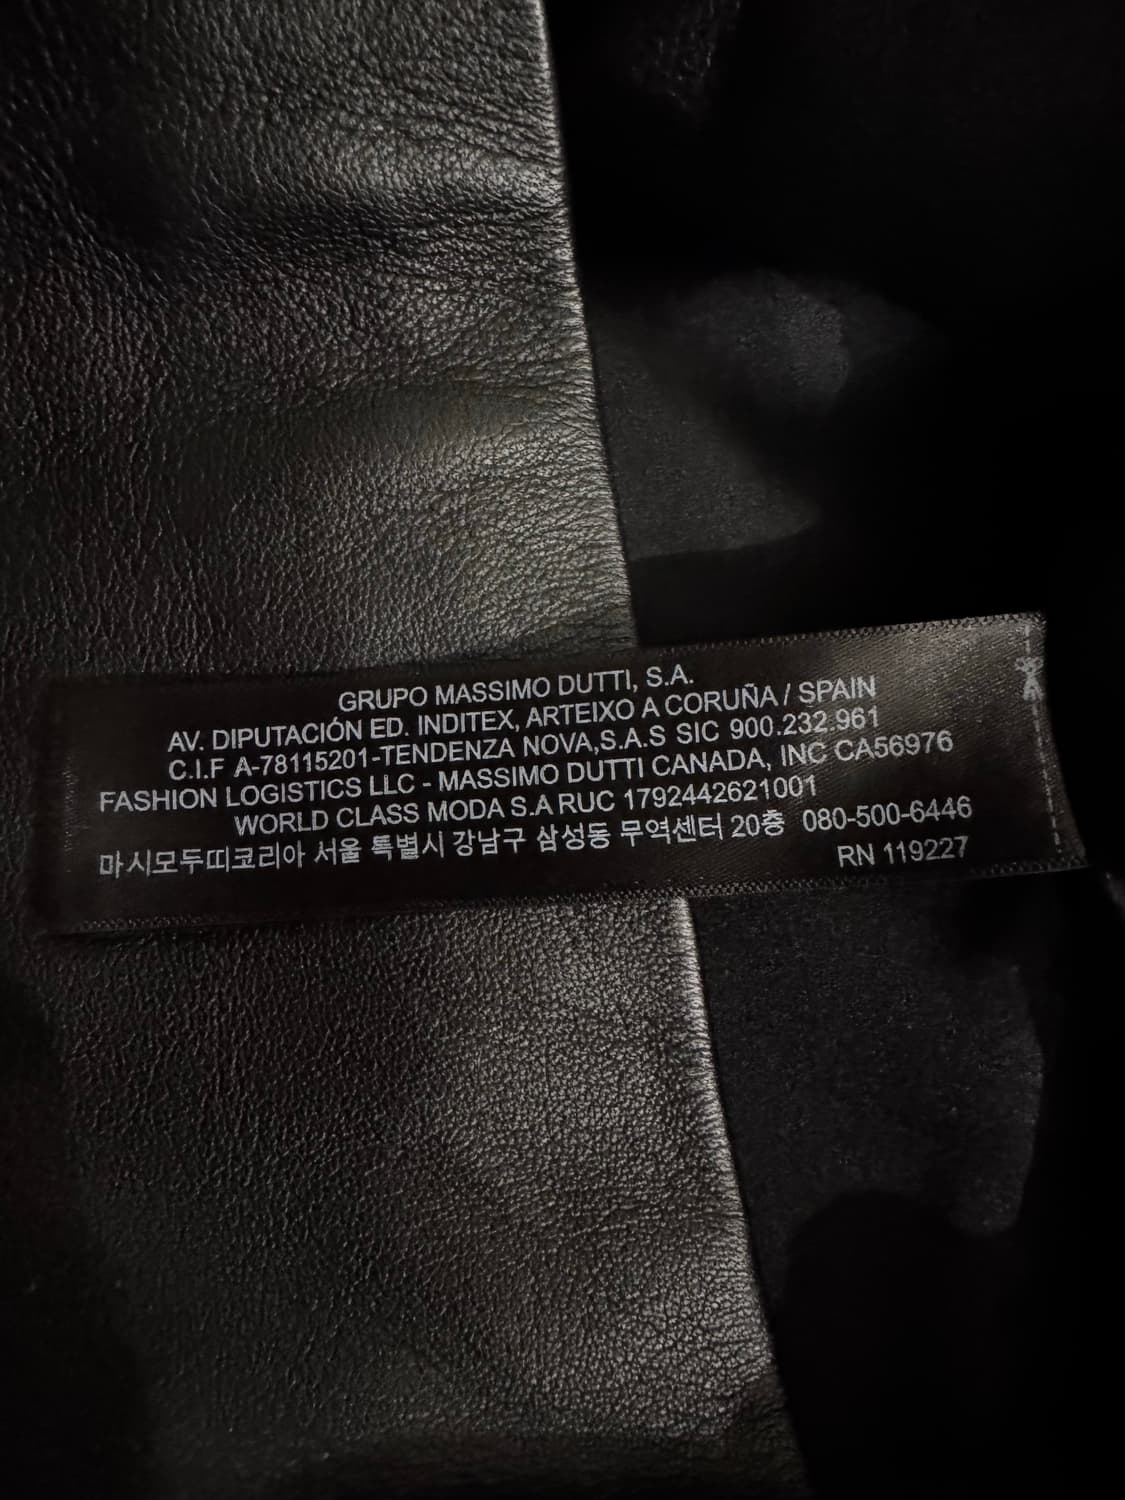 GRUPO MASSIMO DUTTI, S.A.
AV. DIPUTACIÓN ED. INDITEX, ARTEIXO A CORUÑA / SPAIN
C.I.F A-78115201-TENDENZA NOVA,S.A.S SIC 900.232.961
FASHION LOGISTICS LLC - MASSIMO DUTTI CANADA, INC CA56976
WORLD CLASS MODA S.A RUC 1792442621001
마시모두띠코리아 서울 특별시 강남구 삼성동 무역센터 20층 080-500-6446
RN 119227